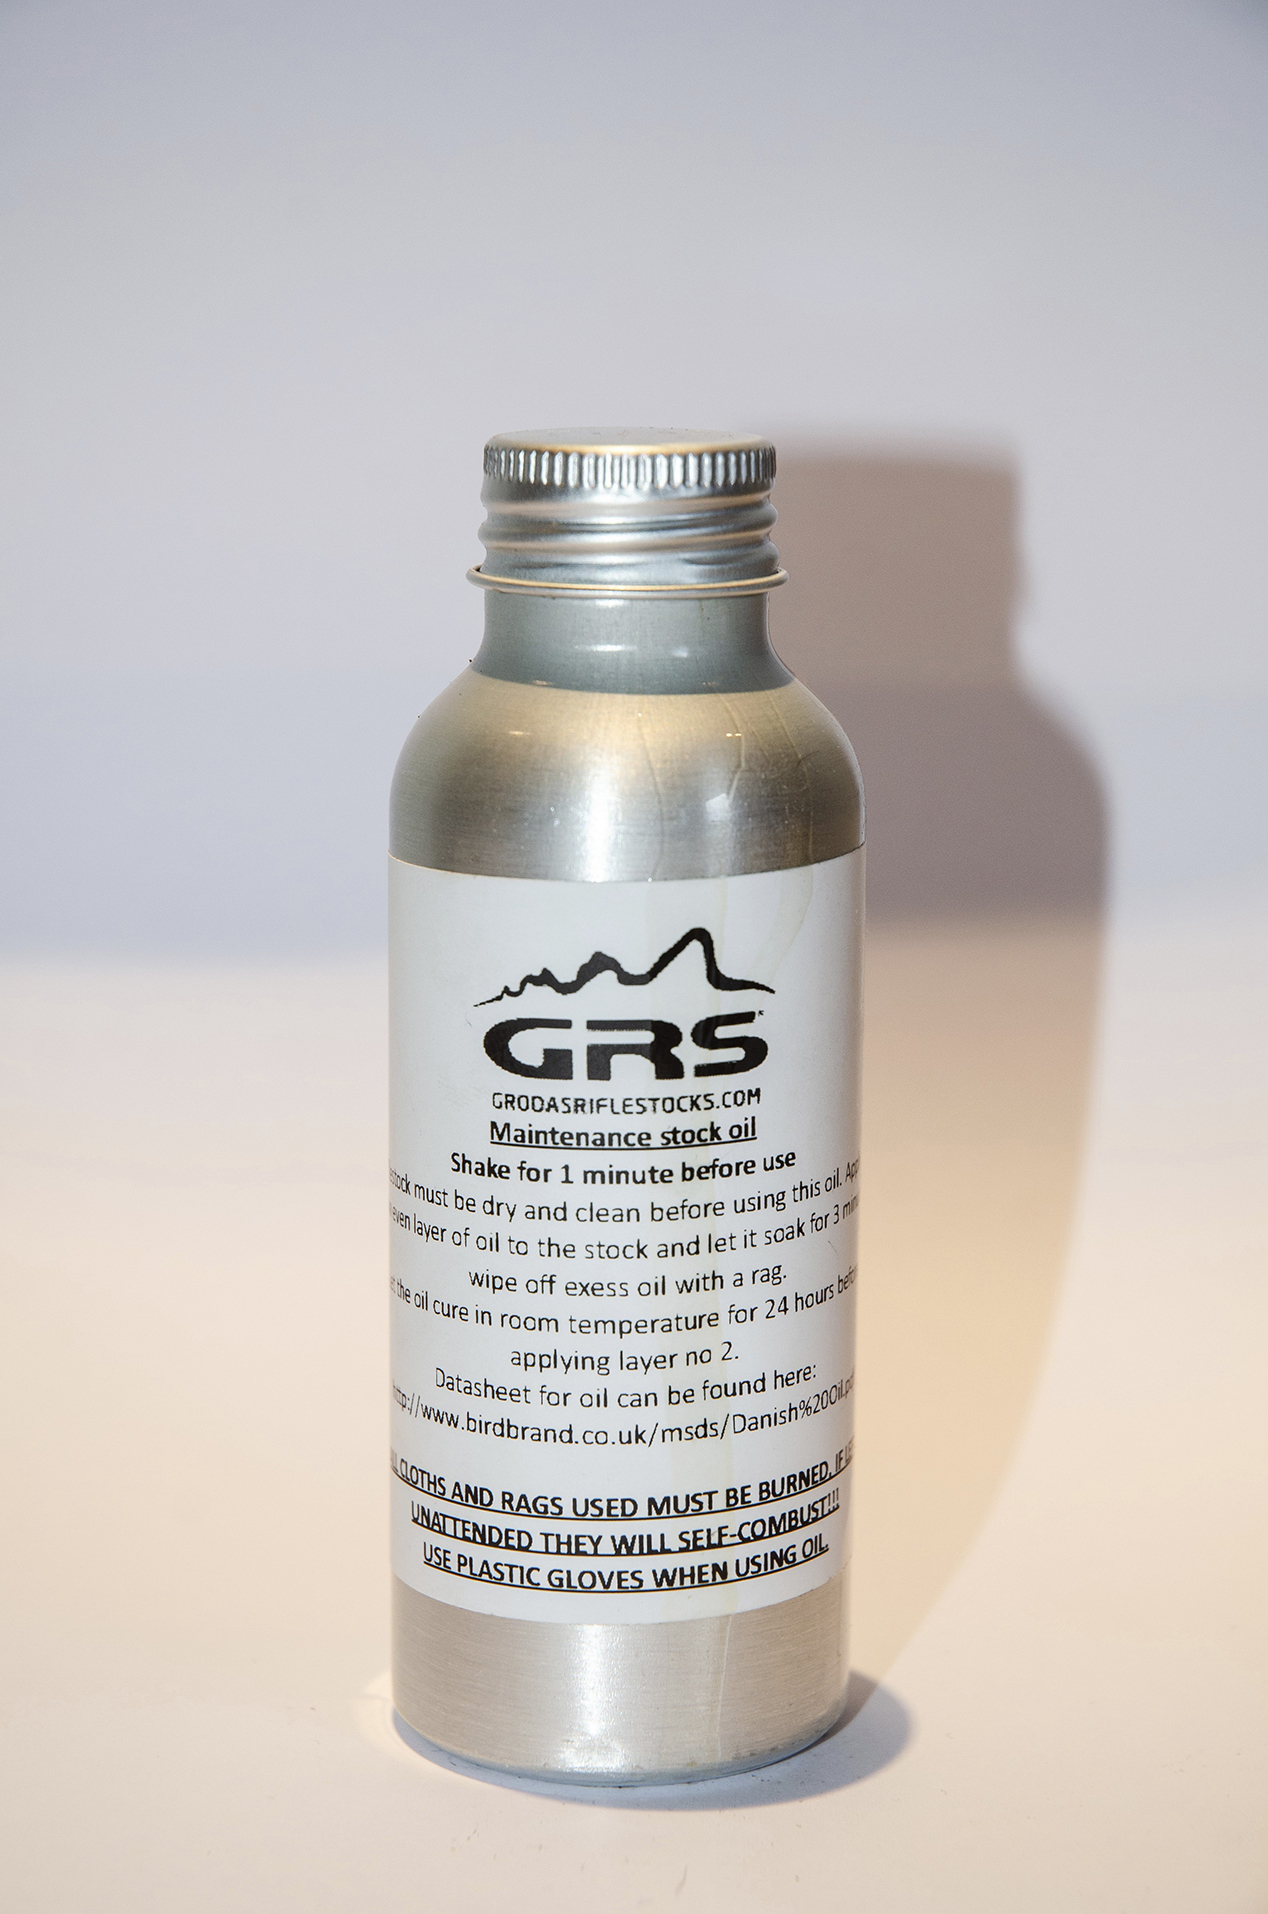 GRS
GRODASRIFLESTOCKS.COM
Maintenance stock oil
Shake for 1 minute before use
must be dry and clean before using this oil.
even layer of oil to the stock and let it soak for 3
wipe off exess oil with a rag.
the oil cure in room temperature for 24 hours
applying layer no 2.
Datasheet for oil can be found here:
http://www.birdbrand.co.uk/msds/Danish%20Oil.
CLOTHS AND RAGS USED MUST BE BURNED, IF
UNATTENDED THEY WILL SELF-COMBUST!!!
USE PLASTIC GLOVES WHEN USING OIL.